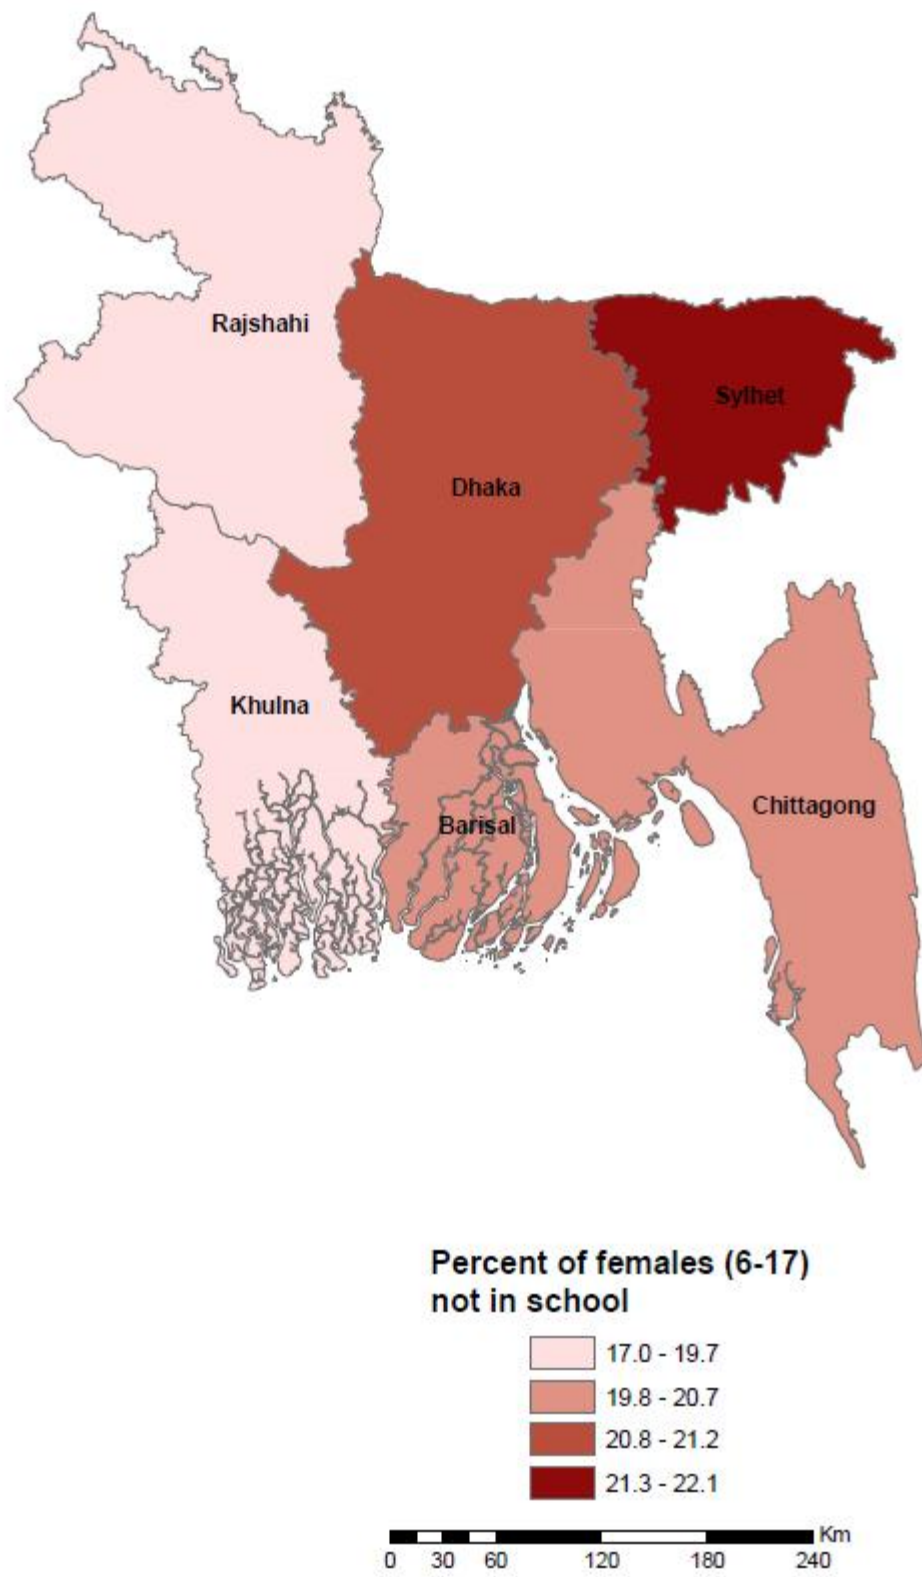 Rajshahi
Sylhet
Dhaka
Khulna
Chittagong
Barisal
Percent of females (6-17)
not in school
17.0 - 19.7
19.8 - 20.7
20.8 - 21.2
21.3 - 22.1
Km
0 30 60 120 180 240